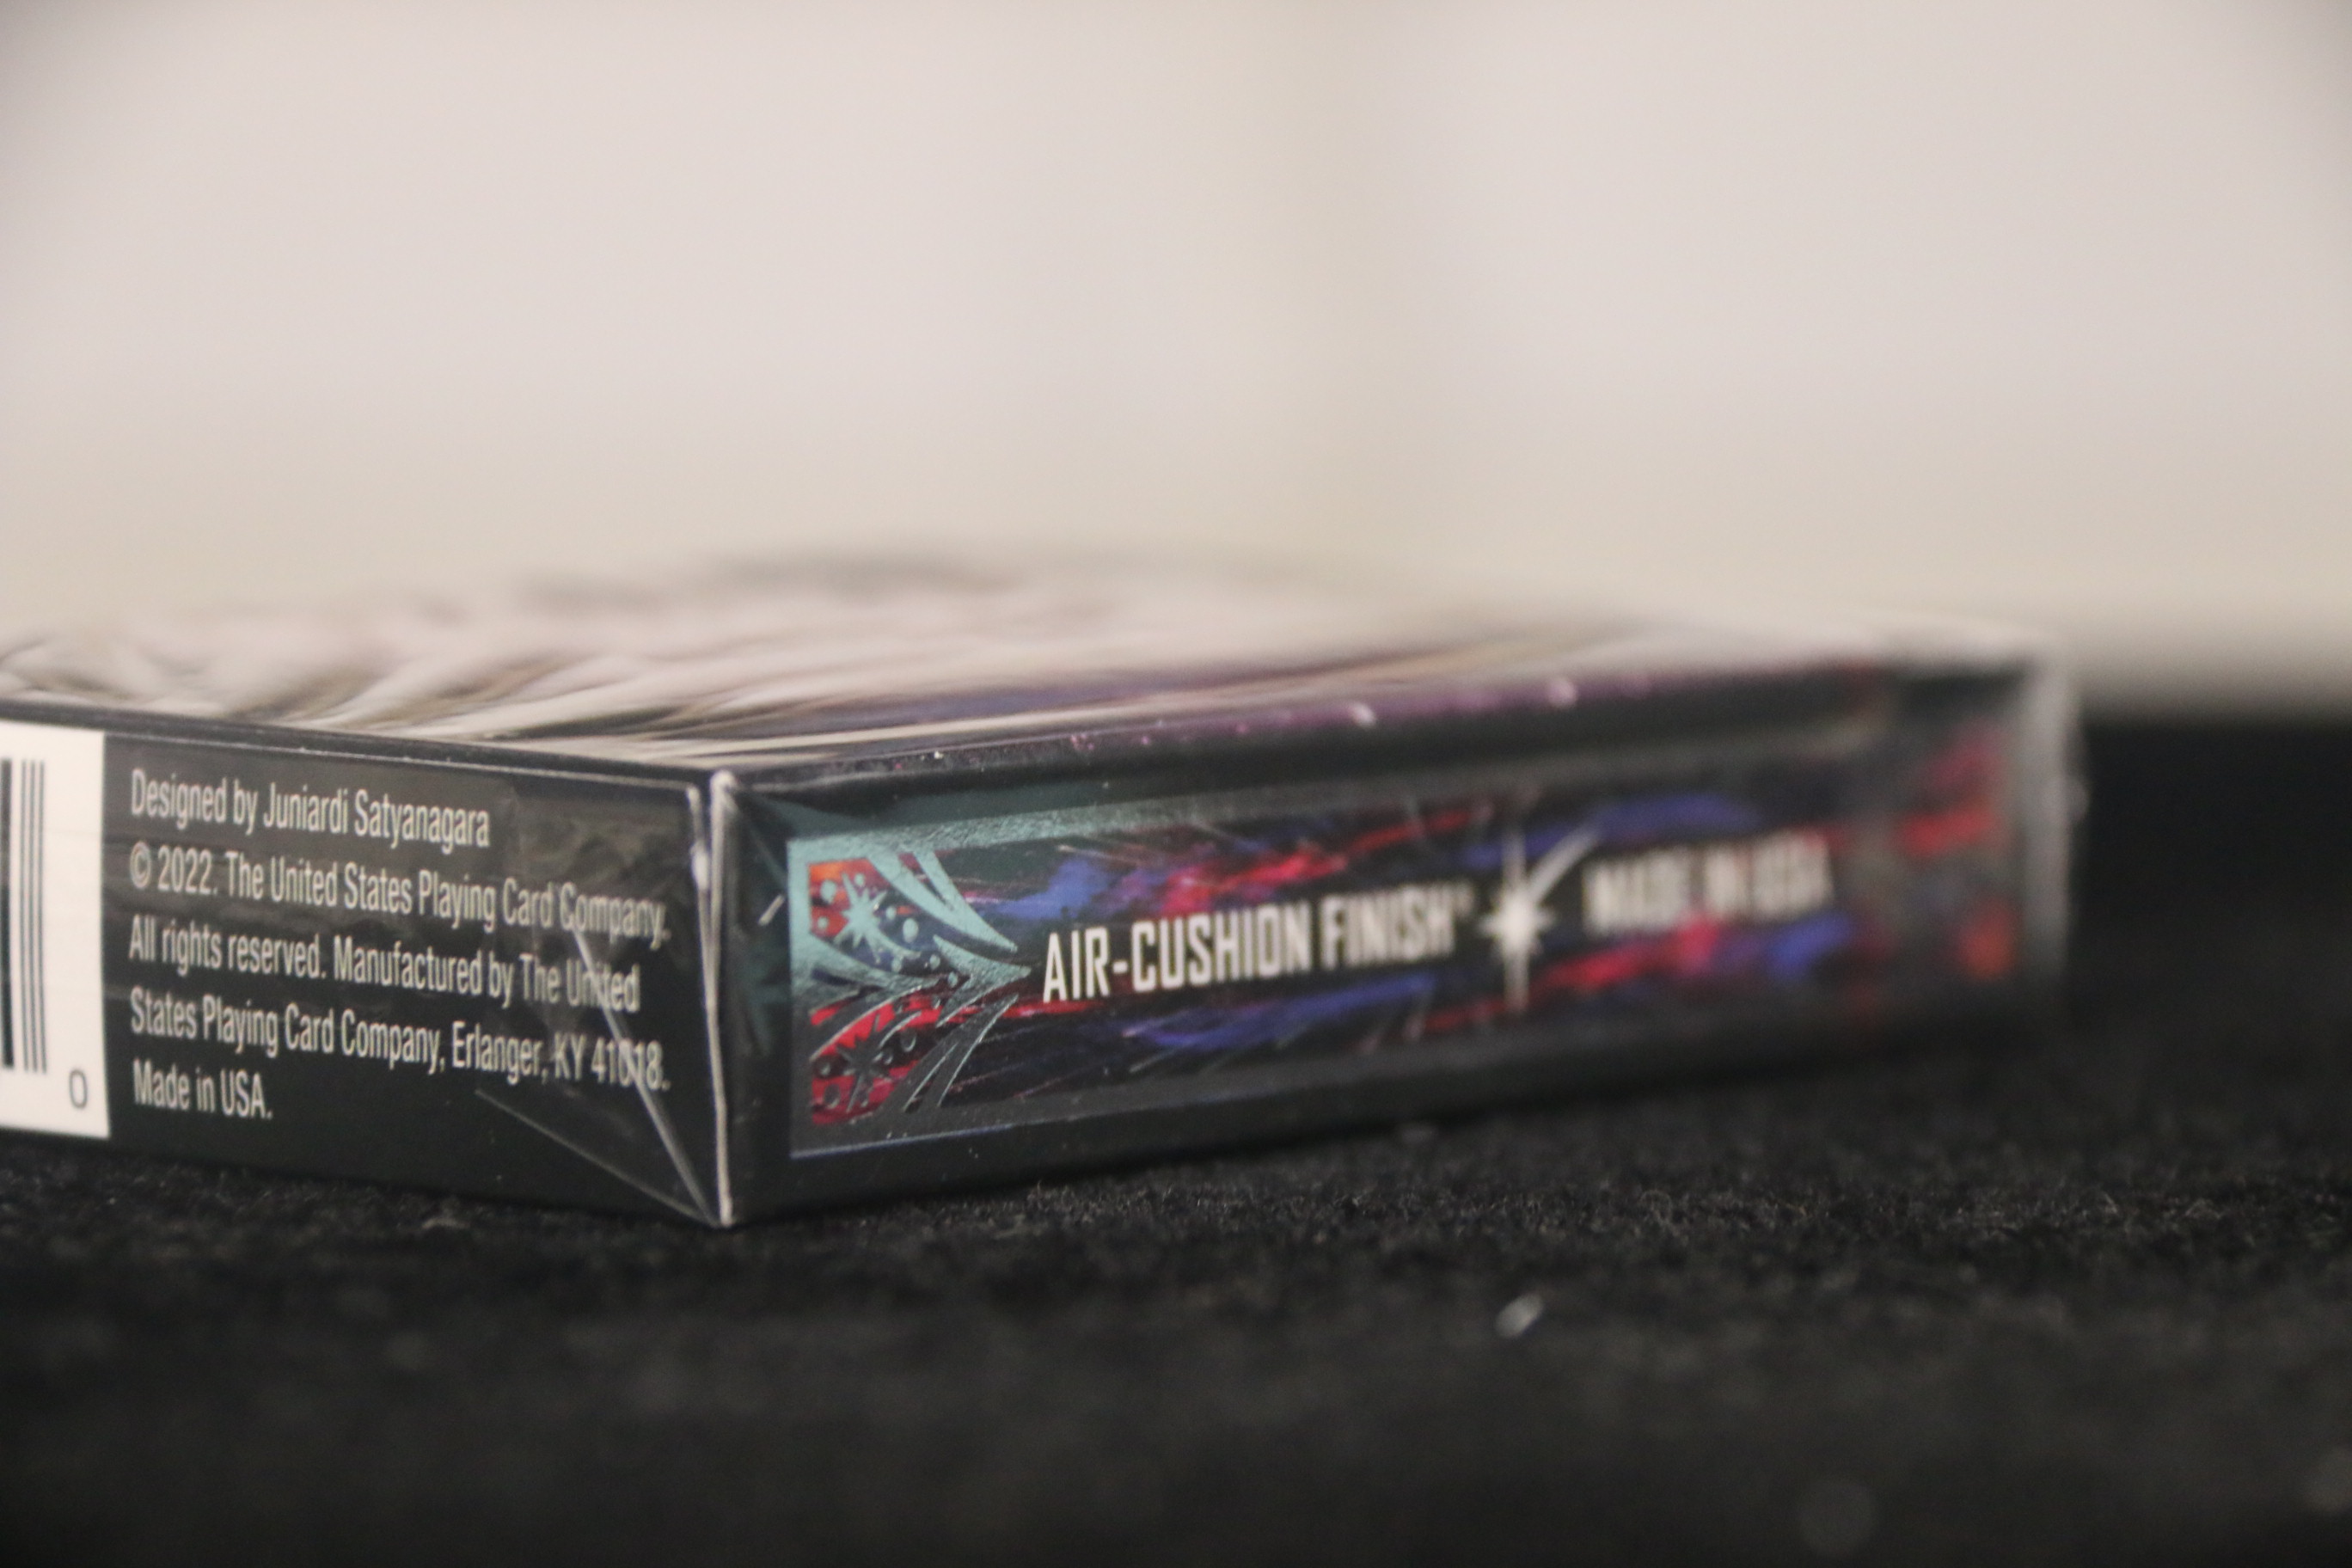 Designed by Juniardi Satyanagara
© 2022. The United States Playing Card Company.
All rights reserved. Manufactured by The United
States Playing Card Company, Erlanger, KY 41018.
Made in USA.
0
AIR-CUSHION FINISH®
MADE IN USA